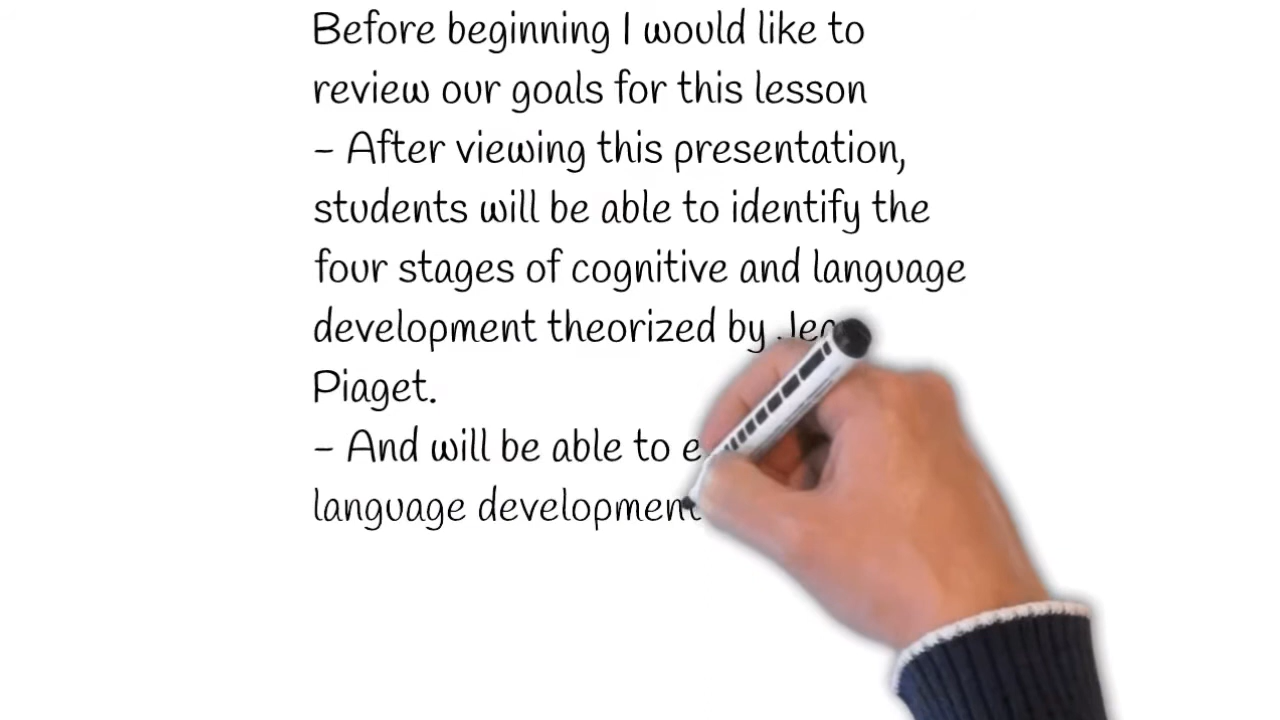 Before beginning I would like to
review our goals for this lesson
- After viewing this presentation,
students will be able to identify the
four stages of cognitive and language
development theorized by
Piaget.
- And will be able to
language development